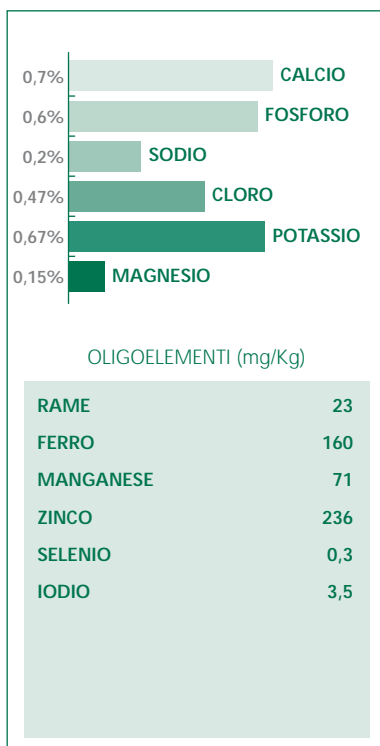 0,7% CALCIO
0,6% FOSFORO
0,2% SODIO
0,47% CLORO
0,67% POTASSIO
0,15% MAGNESIO
OLIGOELEMENTI (mg/Kg)
RAME 23
FERRO 160
MANGANESE 71
ZINCO 236
SELENIO 0,3
IODIO 3,5